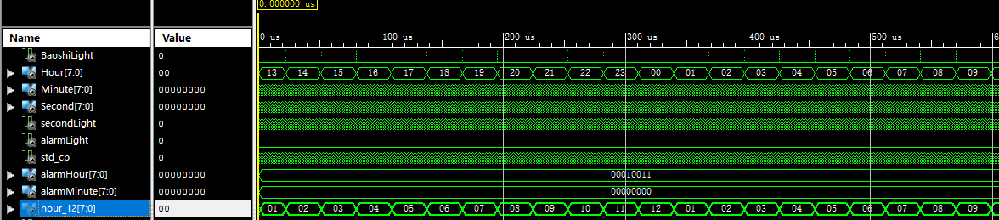 0.000000 us
Name Value 0 us 100 us 200 us 300 us 400 us 500 us 6
BaoshiLight 0
Hour[7:0] 00 13 14 15 16 17 18 19 20 21 22 23 00 01 02 03 04 05 06 07 08 09
Minute[7:0] 00000000
Second[7:0] 00000000
secondLight 0
alarmLight 0
std_cp 0
alarmHour[7:0] 00000000 00010011
alarmMinute[7:0] 00000000 00000000
hour_12[7:0] 00 01 02 03 04 05 06 07 08 09 10 11 12 01 02 03 04 05 06 07 08 09